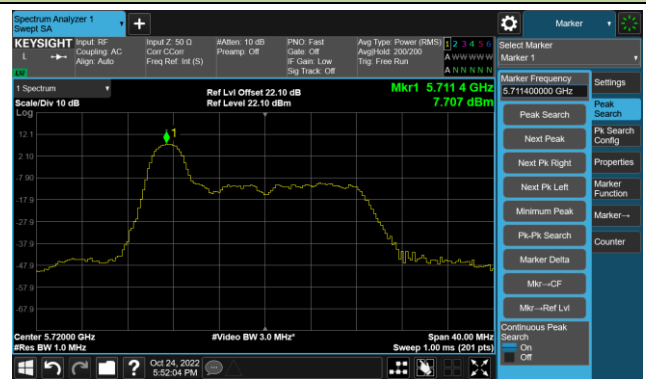 Spectrum Analyzer 1
Swept SA
Marker
KEYSIGHT
L
Input: RF
Coupling: AC
Align: Auto
Input Z: 50 Ω
Corr CCorr
Freq Ref: Int (S)
#Atten: 10 dB
Preamp: Off
PNO: Fast
Gate: Off
IF Gain: Low
Sig Track: Off
Avg Type: Power (RMS)
Avg|Hold: 200/200
Trig: Free Run
1 2 3 4 5 6
A W W W W W
A N N N N N
Select Marker
Marker 1
1 Spectrum
Scale/Div 10 dB
Log
Ref Lvl Offset 22.10 dB
Ref Level 22.10 dBm
Mkr1 5.711 4 GHz
7.707 dBm
1
12.1
2.10
-7.90
-17.9
-27.9
-37.9
-47.9
-57.9
-67.9
Center 5.72000 GHz
#Res BW 1.0 MHz
#Video BW 3.0 MHz*
Span 40.00 MHz
Sweep 1.00 ms (201 pts)
Marker Frequency
5.711400000 GHz
Peak Search
Next Peak
Next Pk Right
Next Pk Left
Minimum Peak
Pk-Pk Search
Marker Delta
Mkr→CF
Mkr→Ref Lvl
Continuous Peak
Search
On
Off
Settings
Peak
Search
Pk Search
Config
Properties
Marker
Function
Marker→
Counter
Oct 24, 2022
5:52:04 PM